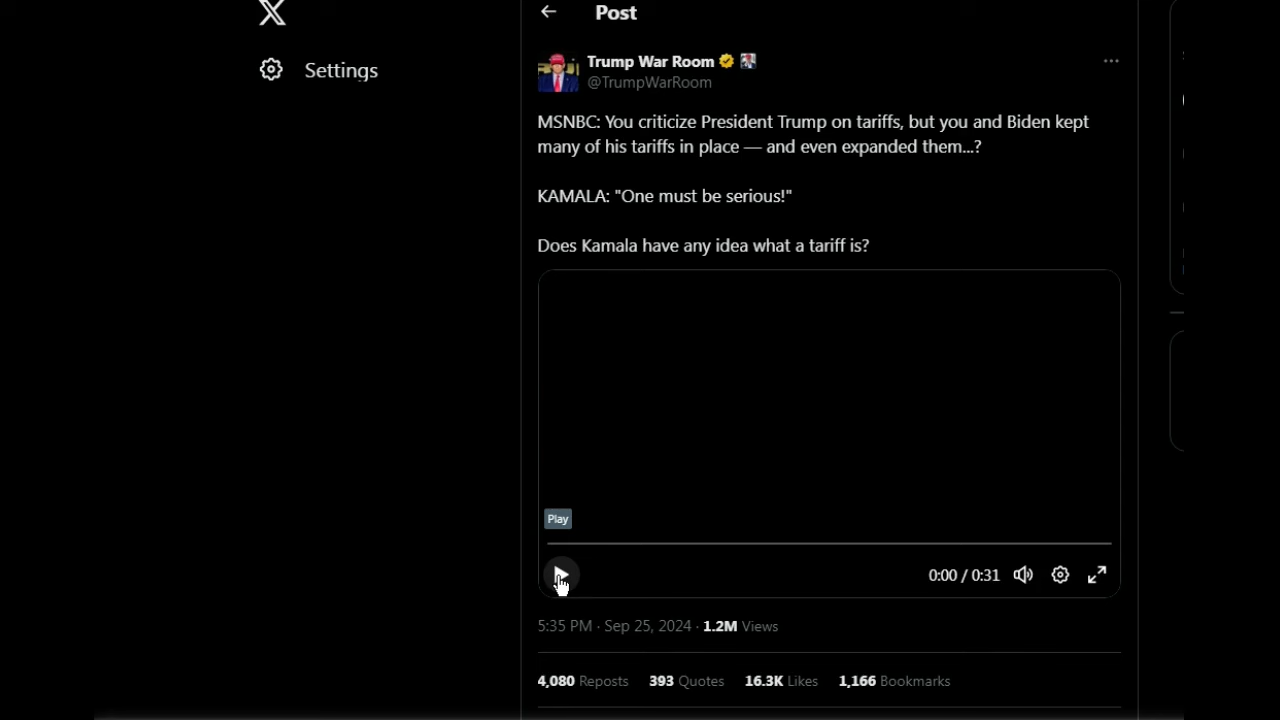 Post
Settings
Trump War Room
@TrumpWarRoom
MSNBC: You criticize President Trump on tariffs, but you and Biden kept
many of his tariffs in place — and even expanded them...?
KAMALA: "One must be serious!"
Does Kamala have any idea what a tariff is?
Play
0:00 / 0:31
5:35 PM · Sep 25, 2024 · 1.2M Views
4,080 Reposts 393 Quotes 16.3K Likes 1,166 Bookmarks